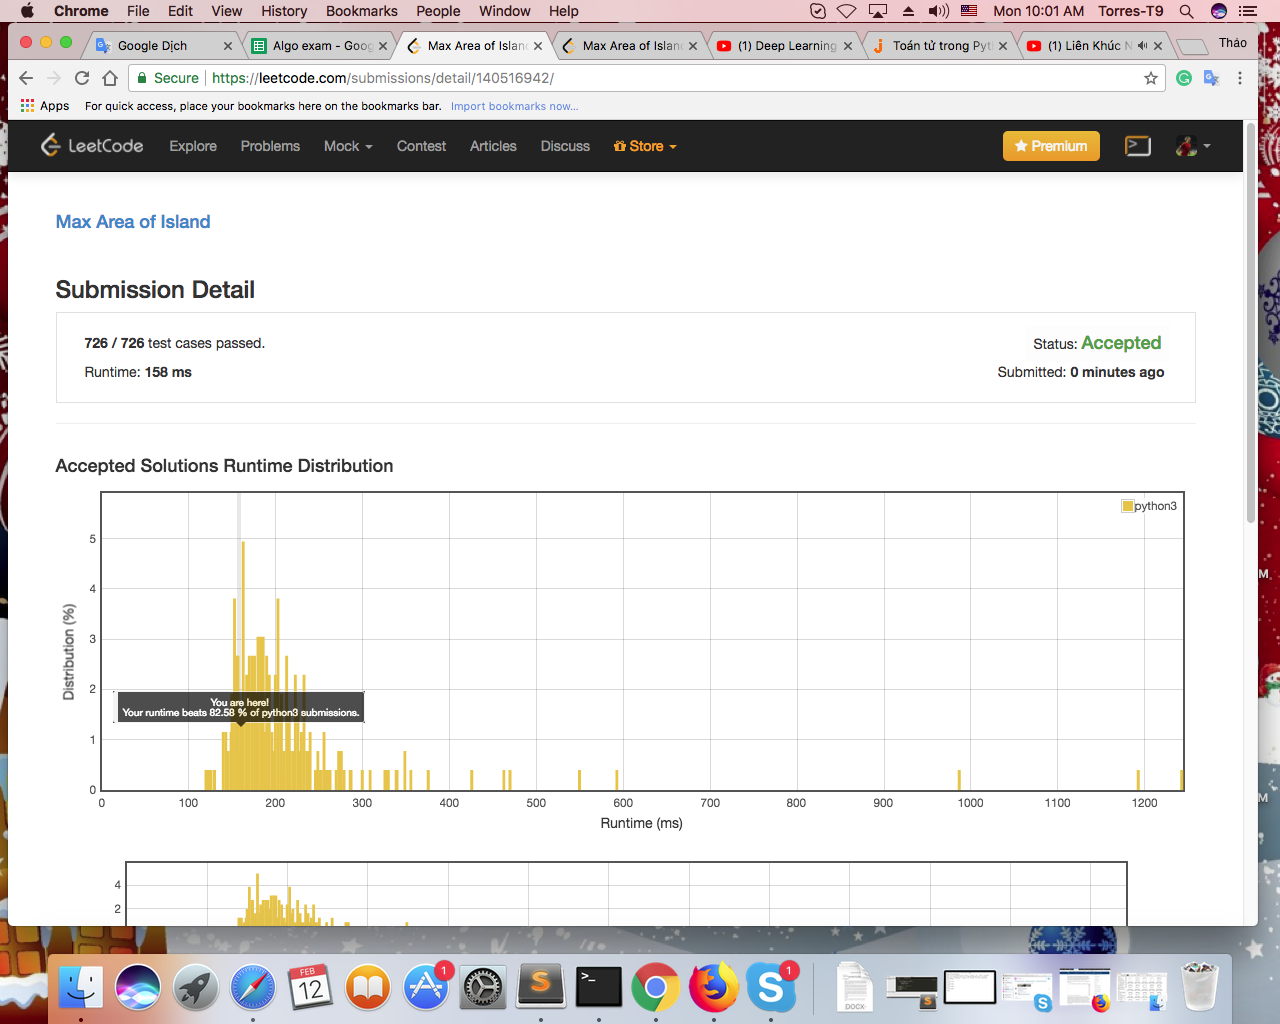 Chrome File Edit View History Bookmarks People Window Help Mon 10:01 AM Torres-T9
Google Dịch Algo exam - Goog Max Area of Islan Max Area of Islan (1) Deep Learning Toán tử trong Pyt (1) Liên Khúc N Thảo
Secure https://leetcode.com/submissions/detail/140516942/
Apps For quick access, place your bookmarks here on the bookmarks bar. Import bookmarks now...
LeetCode Explore Problems Mock Contest Articles Discuss Store Premium
Max Area of Island
Submission Detail
726 / 726 test cases passed. Status: Accepted
Runtime: 158 ms Submitted: 0 minutes ago
Accepted Solutions Runtime Distribution
python3
5
4
3
2
1
0
Distribution (%)
You are here!
Your runtime beats 82.58 % of python3 submissions.
0 100 200 300 400 500 600 700 800 900 1000 1100 1200
Runtime (ms)
4
2
M
M
FEB
12
1
1
DOCX